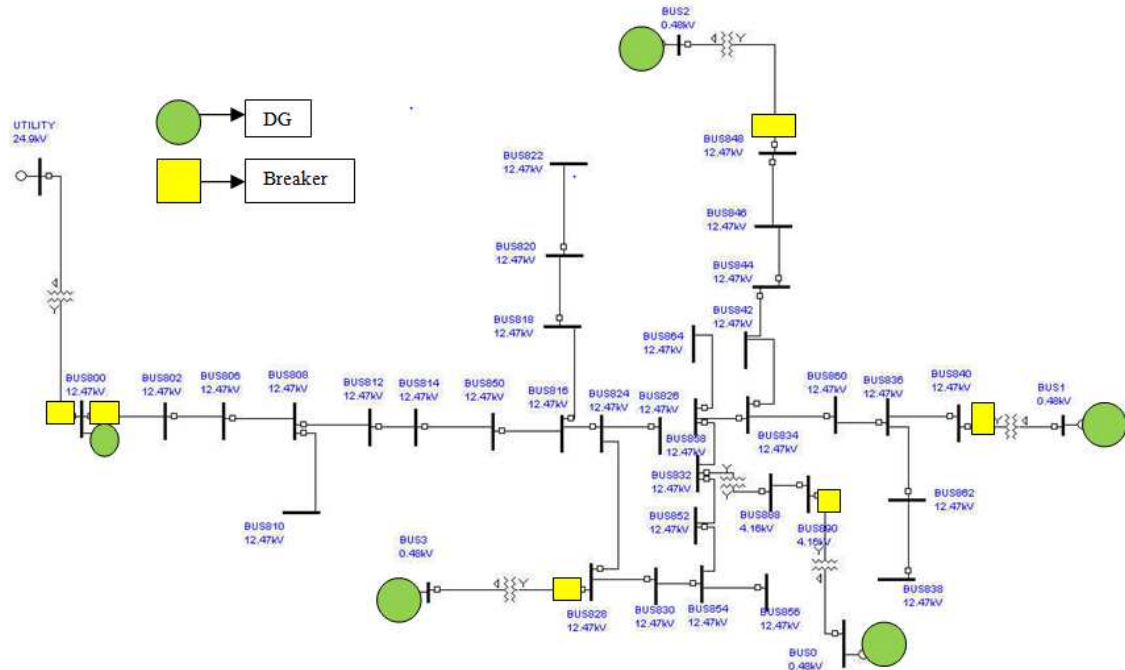 BUS2
0.48kV
DG
UTILITY
24.9kV
Breaker
BUS848
12.47kV
BUS822
12.47kV
BUS846
12.47kV
BUS820
12.47kV
BUS844
12.47kV
BUS842
12.47kV
BUS818
12.47kV
BUS864
12.47kV
BUS800
12.47kV
BUS802
12.47kV
BUS806
12.47kV
BUS808
12.47kV
BUS812
12.47kV
BUS814
12.47kV
BUS850
12.47kV
BUS816
12.47kV
BUS824
12.47kV
BUS826
12.47kV
BUS858
12.47kV
BUS834
12.47kV
BUS860
12.47kV
BUS836
12.47kV
BUS840
12.47kV
BUS1
0.48kV
BUS832
12.47kV
BUS888
4.16kV
BUS890
4.16kV
BUS862
12.47kV
BUS810
12.47kV
BUS852
12.47kV
BUS3
0.48kV
BUS828
12.47kV
BUS830
12.47kV
BUS854
12.47kV
BUS856
12.47kV
BUS838
12.47kV
BUS0
0.48kV